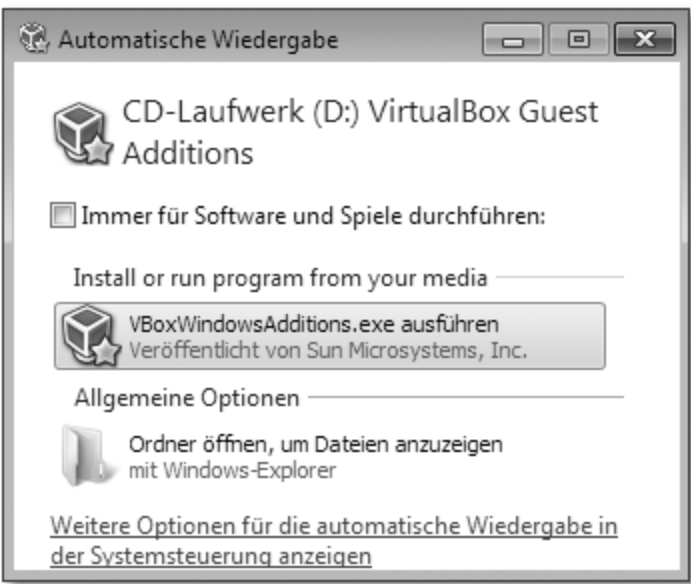 Automatische Wiedergabe
CD-Laufwerk (D:) VirtualBox Guest
Additions
Immer für Software und Spiele durchführen:
Install or run program from your media
VBoxWindowsAdditions.exe ausführen
Veröffentlicht von Sun Microsystems, Inc.
Allgemeine Optionen
Ordner öffnen, um Dateien anzuzeigen
mit Windows-Explorer
Weitere Optionen für die automatische Wiedergabe in
der Systemsteuerung anzeigen